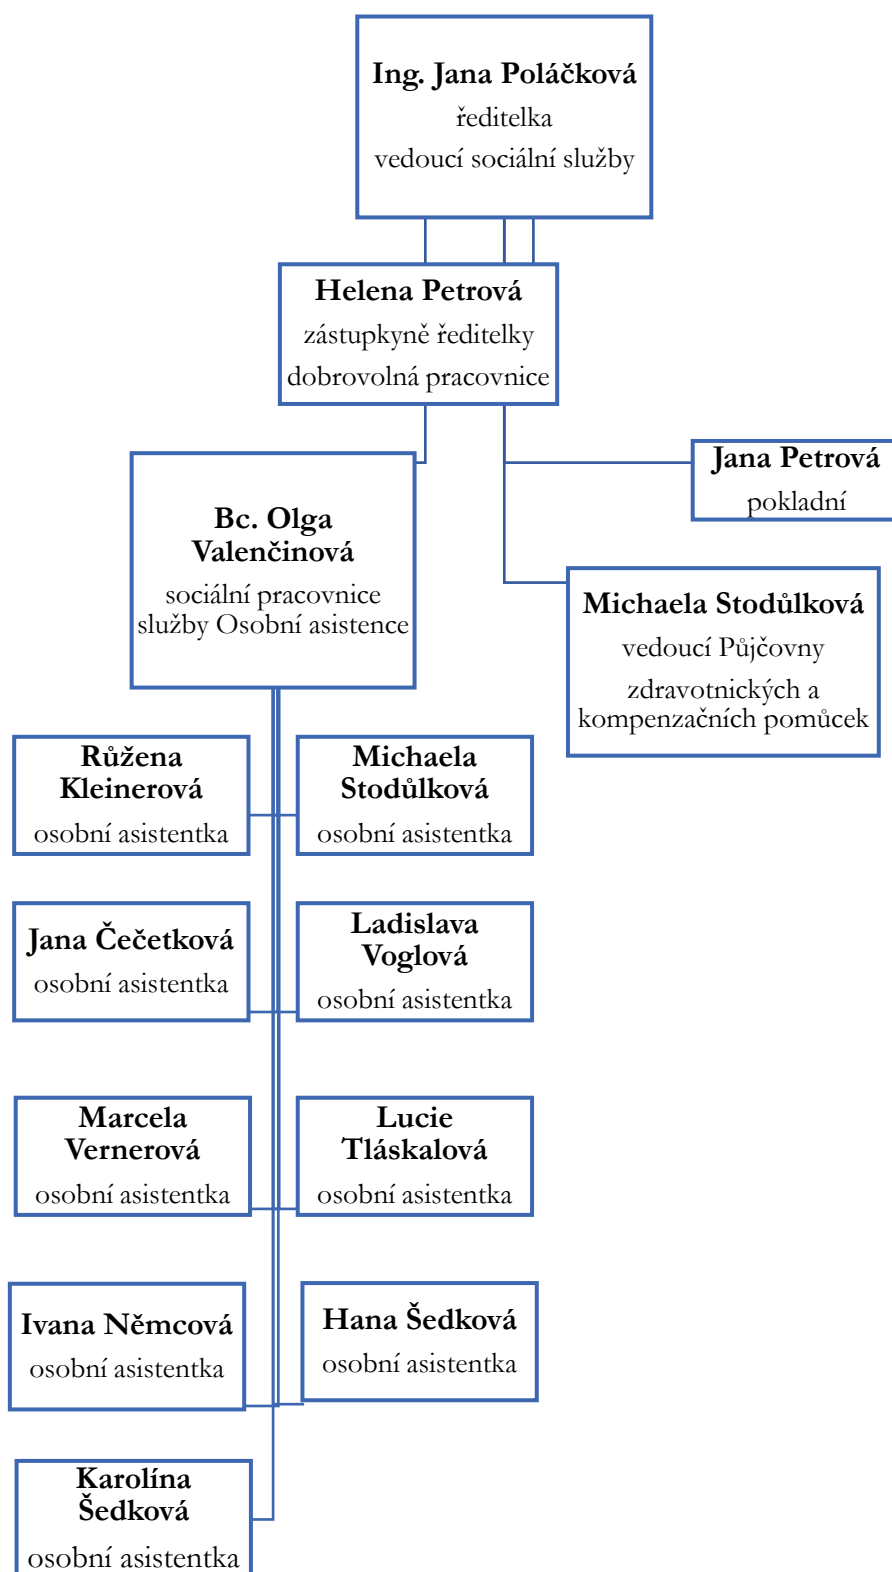 Ing. Jana Poláčková
ředitelka
vedoucí sociální služby
Helena Petrová
zástupkyně ředitelky
dobrovolná pracovnice
Jana Petrová
pokladní
Bc. Olga
Valenčinová
sociální pracovnice
služby Osobní asistence
Michaela Stodůlková
vedoucí Půjčovny
zdravotnických a
kompenzačních pomůcek
Růžena
Kleinerová
osobní asistentka
Michaela
Stodůlková
osobní asistentka
Jana Čečetková
osobní asistentka
Ladislava
Voglová
osobní asistentka
Marcela
Vernerová
osobní asistentka
Lucie
Tláskalová
osobní asistentka
Ivana Němcová
osobní asistentka
Hana Šedková
osobní asistentka
Karolína
Šedková
osobní asistentka